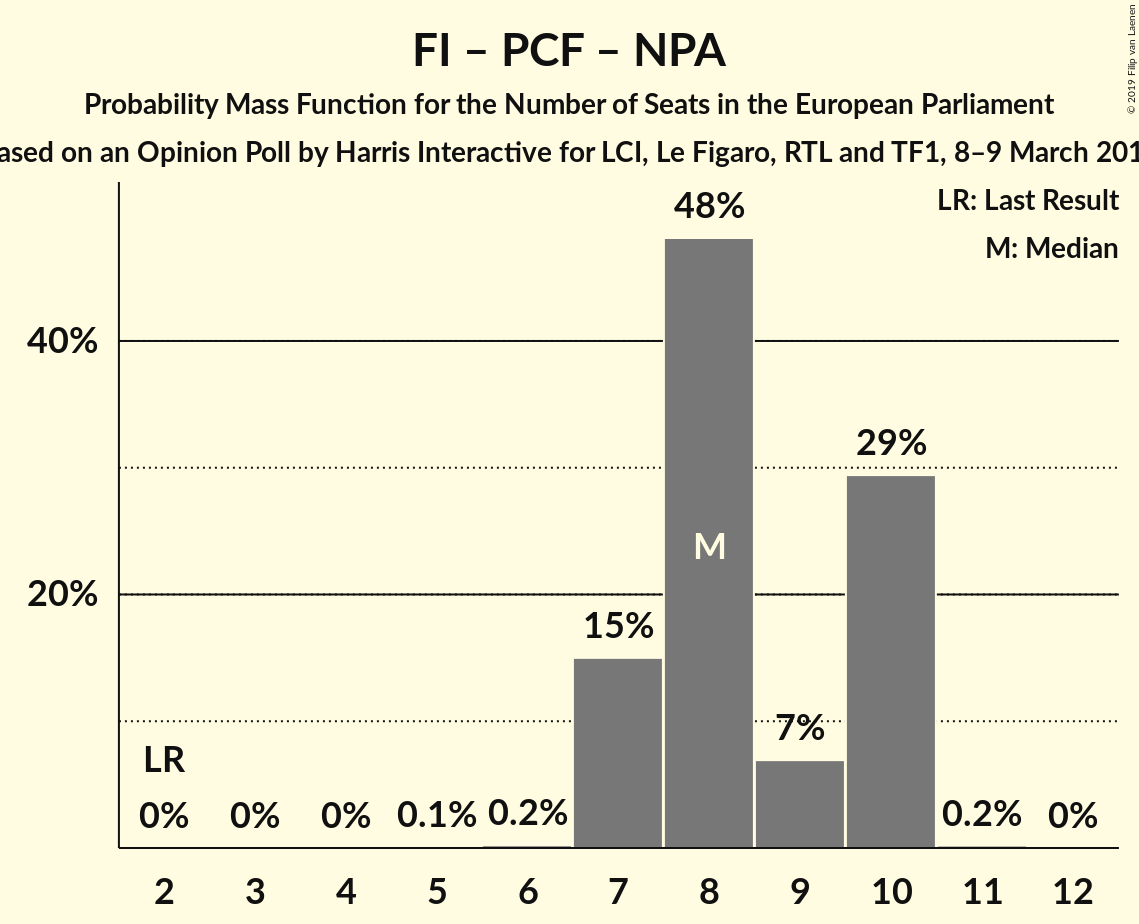 FI – PCF – NPA
Probability Mass Function for the Number of Seats in the European Parliament
ased on an Opinion Poll by Harris Interactive for LCI, Le Figaro, RTL and TF1, 8–9 March 201
© 2019 Filip van Laenen
LR: Last Result
M: Median
40%
20%
48%
29%
M
15%
7%
LR
0% 0% 0% 0.1% 0.2% 0.2% 0%
2 3 4 5 6 7 8 9 10 11 12